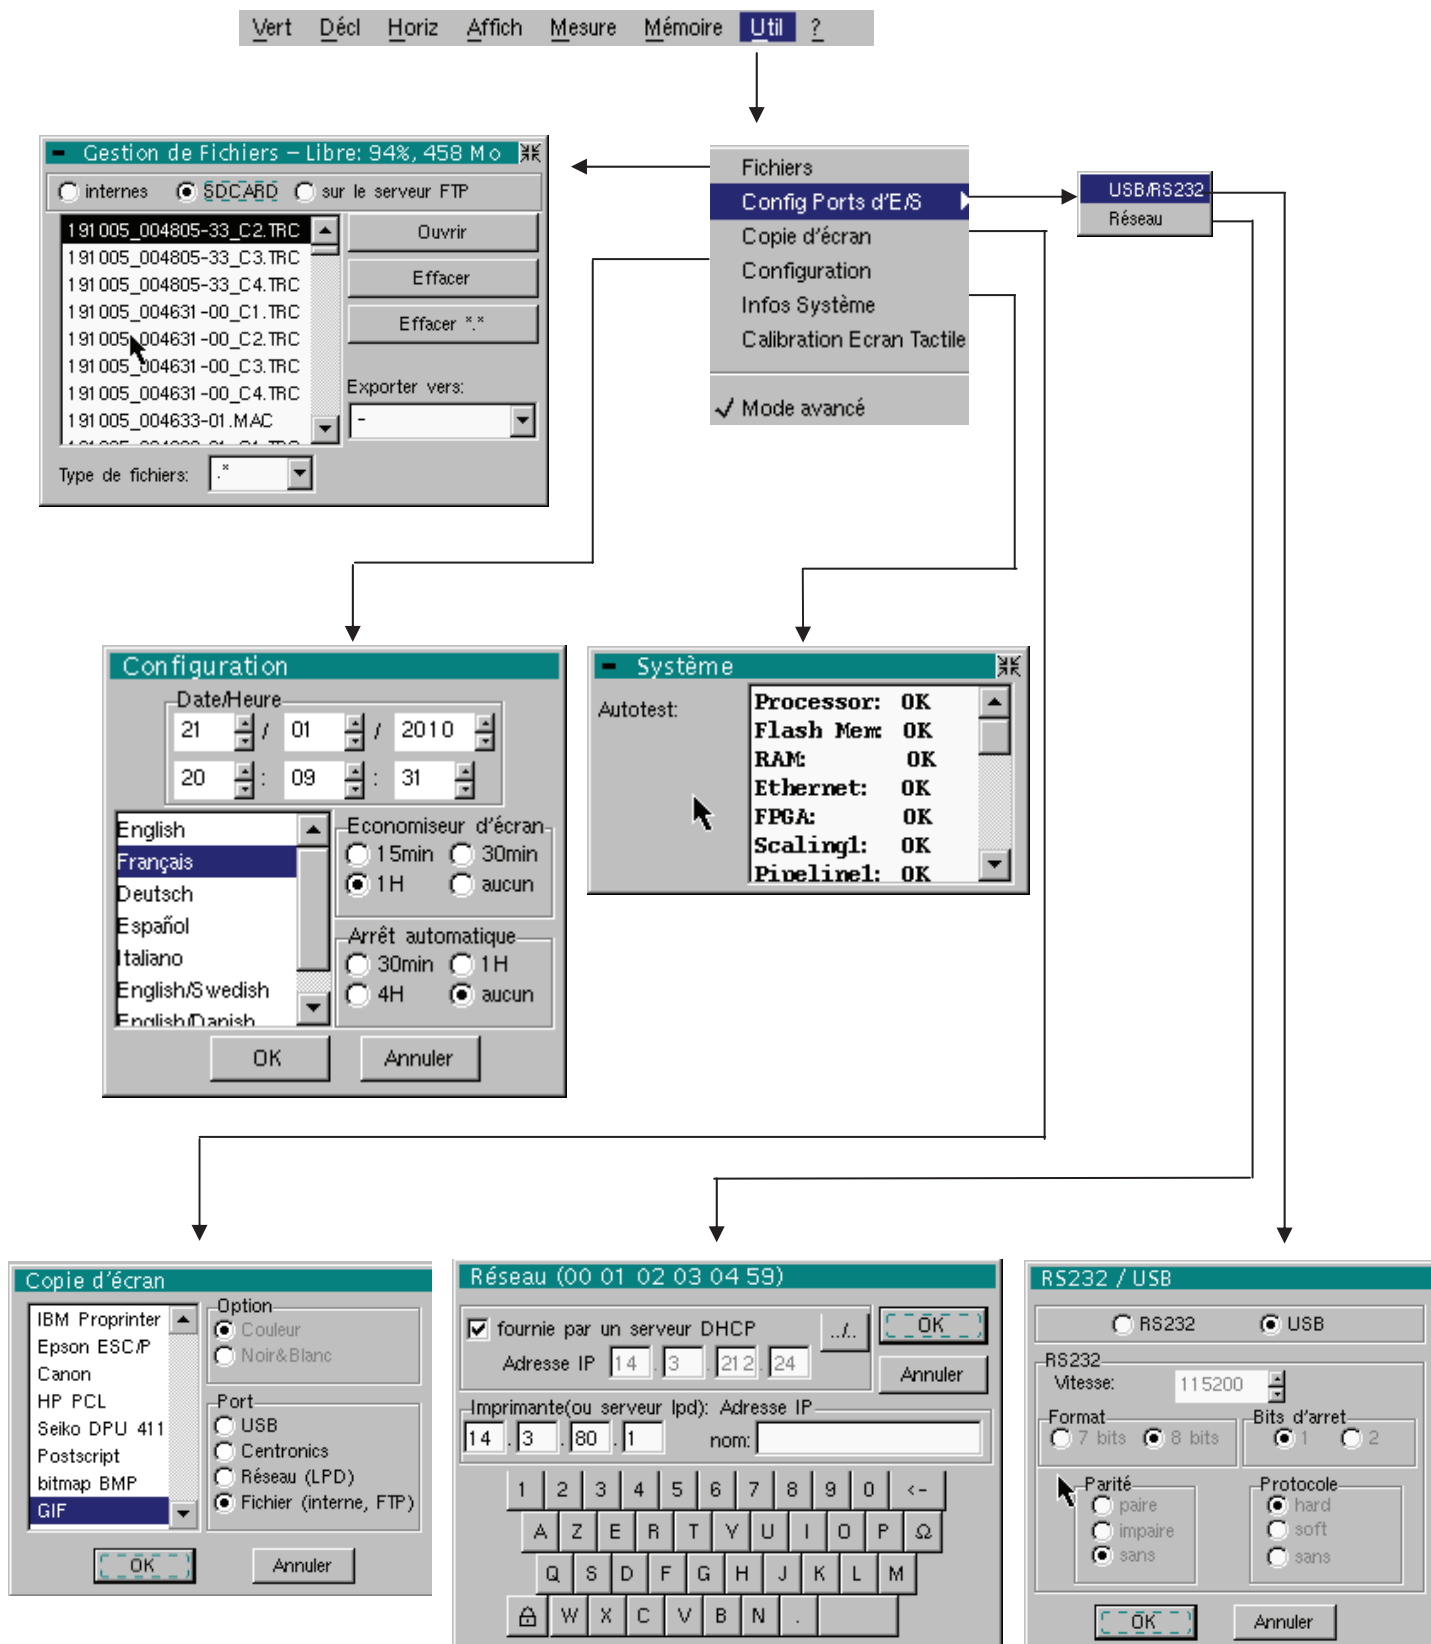 Vert Décl Horiz Affich Mesure Mémoire Util ?
Gestion de Fichiers – Libre: 94%, 458 Mo
internes SDCARD sur le serveur FTP
191005_004805-33_C2.TRC
191005_004805-33_C3.TRC
191005_004805-33_C4.TRC
191005_004631-00_C1.TRC
191005_004631-00_C2.TRC
191005_004631-00_C3.TRC
191005_004631-00_C4.TRC
191005_004633-01.MAC
Ouvrir
Effacer
Effacer *.*
Exporter vers:
-
Type de fichiers: .*
Fichiers
Config Ports d'E/S
Copie d'écran
Configuration
Infos Système
Calibration Ecran Tactile
✓ Mode avancé
USB/RS232
Réseau
Configuration
Date/Heure
21 / 01 / 2010
20 : 09 : 31
English
Français
Deutsch
Español
Italiano
English/Swedish
English/Danish
Economiseur d'écran
15min 30min
1H aucun
Arrêt automatique
30min 1H
4H aucun
OK Annuler
Système
Autotest:
Processor: OK
Flash Mem: OK
RAM: OK
Ethernet: OK
FPGA: OK
Scaling1: OK
Pipeline1: OK
Copie d'écran
IBM Proprinter
Epson ESC/P
Canon
HP PCL
Seiko DPU 411
Postscript
bitmap BMP
GIF
Option
Couleur
Noir&Blanc
Port
USB
Centronics
Réseau (LPD)
Fichier (interne, FTP)
OK Annuler
Réseau (00 01 02 03 04 59)
fournie par un serveur DHCP ../..
Adresse IP 14 . 3 . 212 . 24
OK
Annuler
Imprimante(ou serveur lpd): Adresse IP
14 . 3 . 80 . 1 nom:
1 2 3 4 5 6 7 8 9 0 <-
A Z E R T Y U I O P Ω
Q S D F G H J K L M
W X C V B N .
RS232 / USB
RS232 USB
RS232
Vitesse: 115200
Format
7 bits 8 bits
Bits d'arret
1 2
Parité
paire
impaire
sans
Protocole
hard
soft
sans
OK Annuler